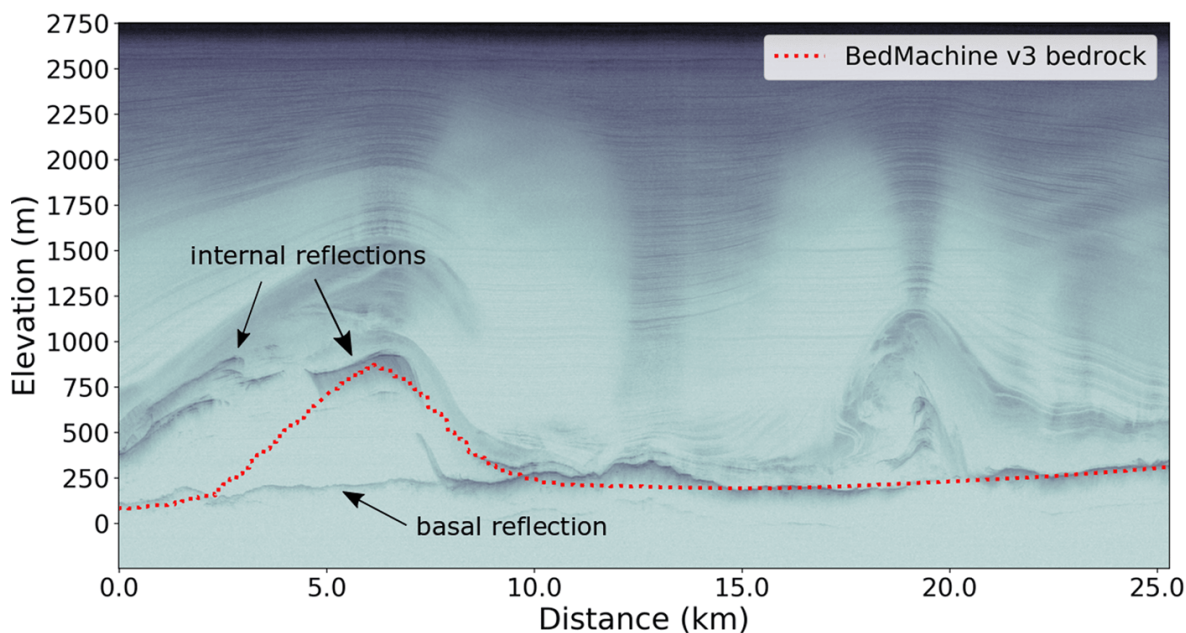 2750
2500
2250
2000
1750
1500
1250
1000
750
500
250
0
Elevation (m)
BedMachine v3 bedrock
internal reflections
basal reflection
0.0 5.0 10.0 15.0 20.0 25.0
Distance (km)